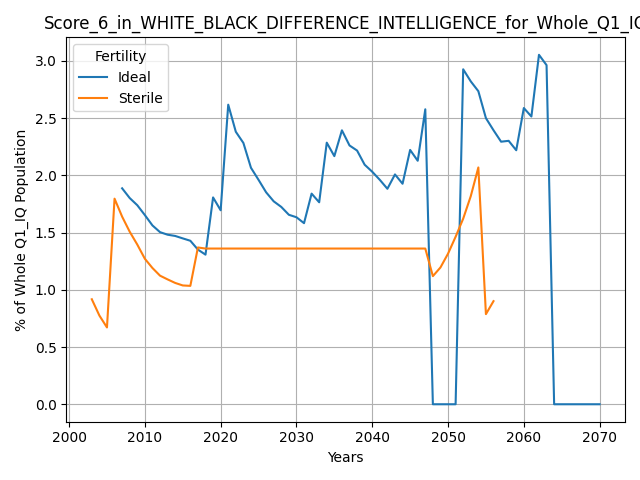 Score_6_in_WHITE_BLACK_DIFFERENCE_INTELLIGENCE_for_Whole_Q1_IQ
Fertility
Ideal
Sterile
% of Whole Q1_IQ Population
3.0
2.5
2.0
1.5
1.0
0.5
0.0
2000 2010 2020 2030 2040 2050 2060 2070
Years